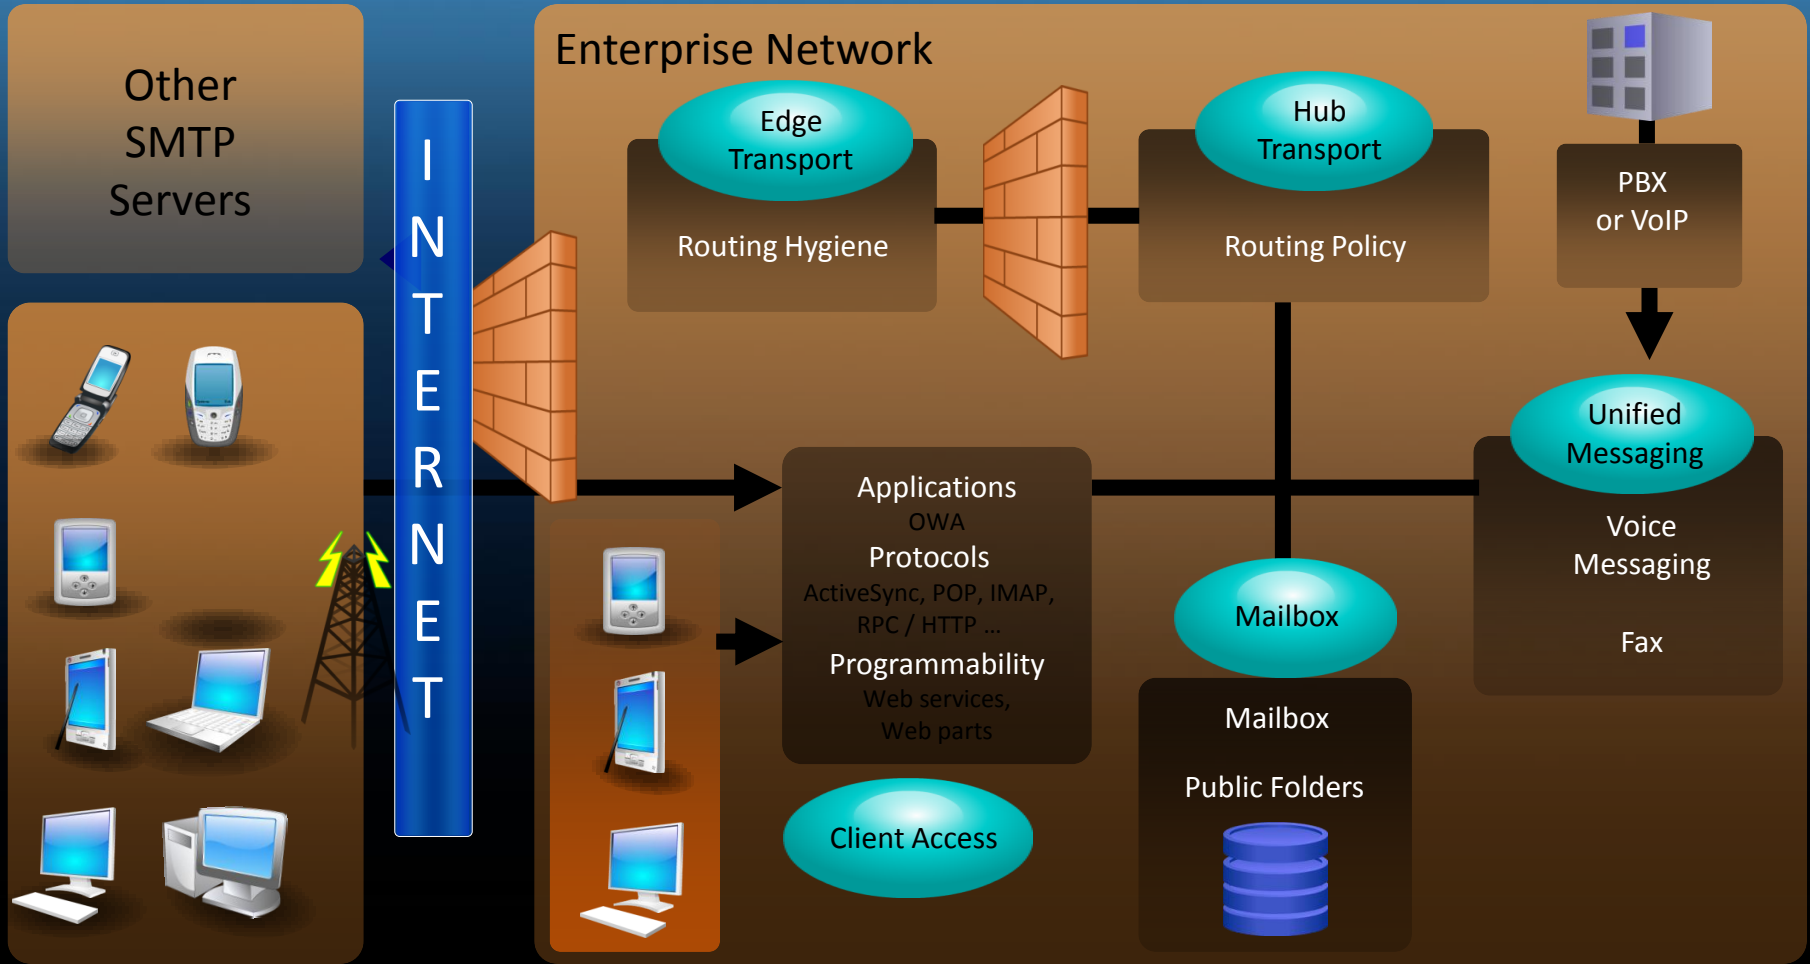 Other
SMTP
Servers
INTERNET
Enterprise Network
Edge
Transport
Routing Hygiene
Hub
Transport
Routing Policy
PBX
or VoIP
Unified
Messaging
Voice
Messaging
Fax
Applications
OWA
Protocols
ActiveSync, POP, IMAP,
RPC / HTTP ...
Programmability
Web services,
Web parts
Client Access
Mailbox
Mailbox
Public Folders